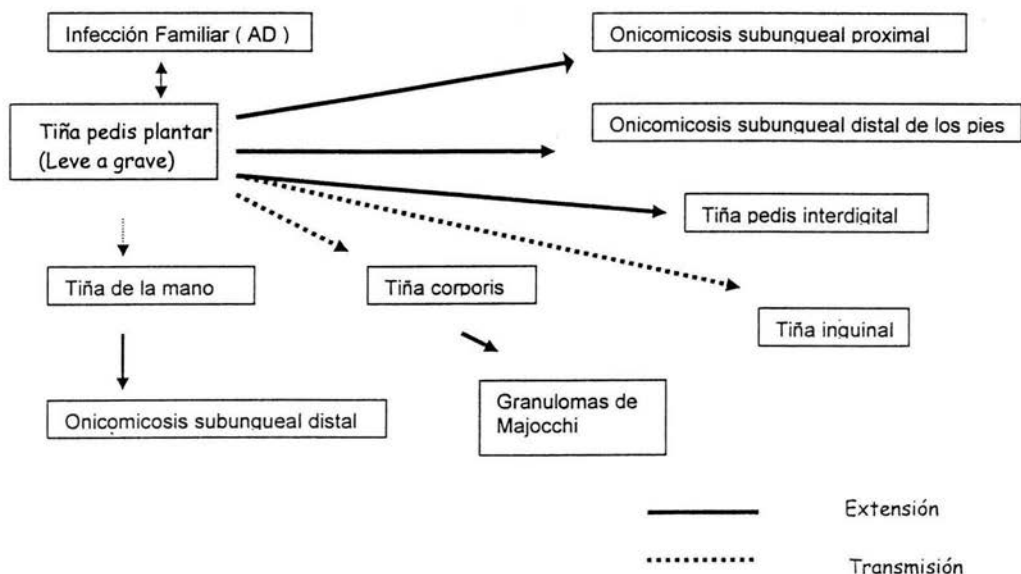 Infección Familiar ( AD )
Onicomicosis subungueal proximal
Tiña pedis plantar
(Leve a grave)
Onicomicosis subungueal distal de los pies
Tiña pedis interdigital
Tiña de la mano
Tiña corporis
Tiña inguinal
Onicomicosis subungueal distal
Granulomas de
Majocchi
Extensión
Transmisión